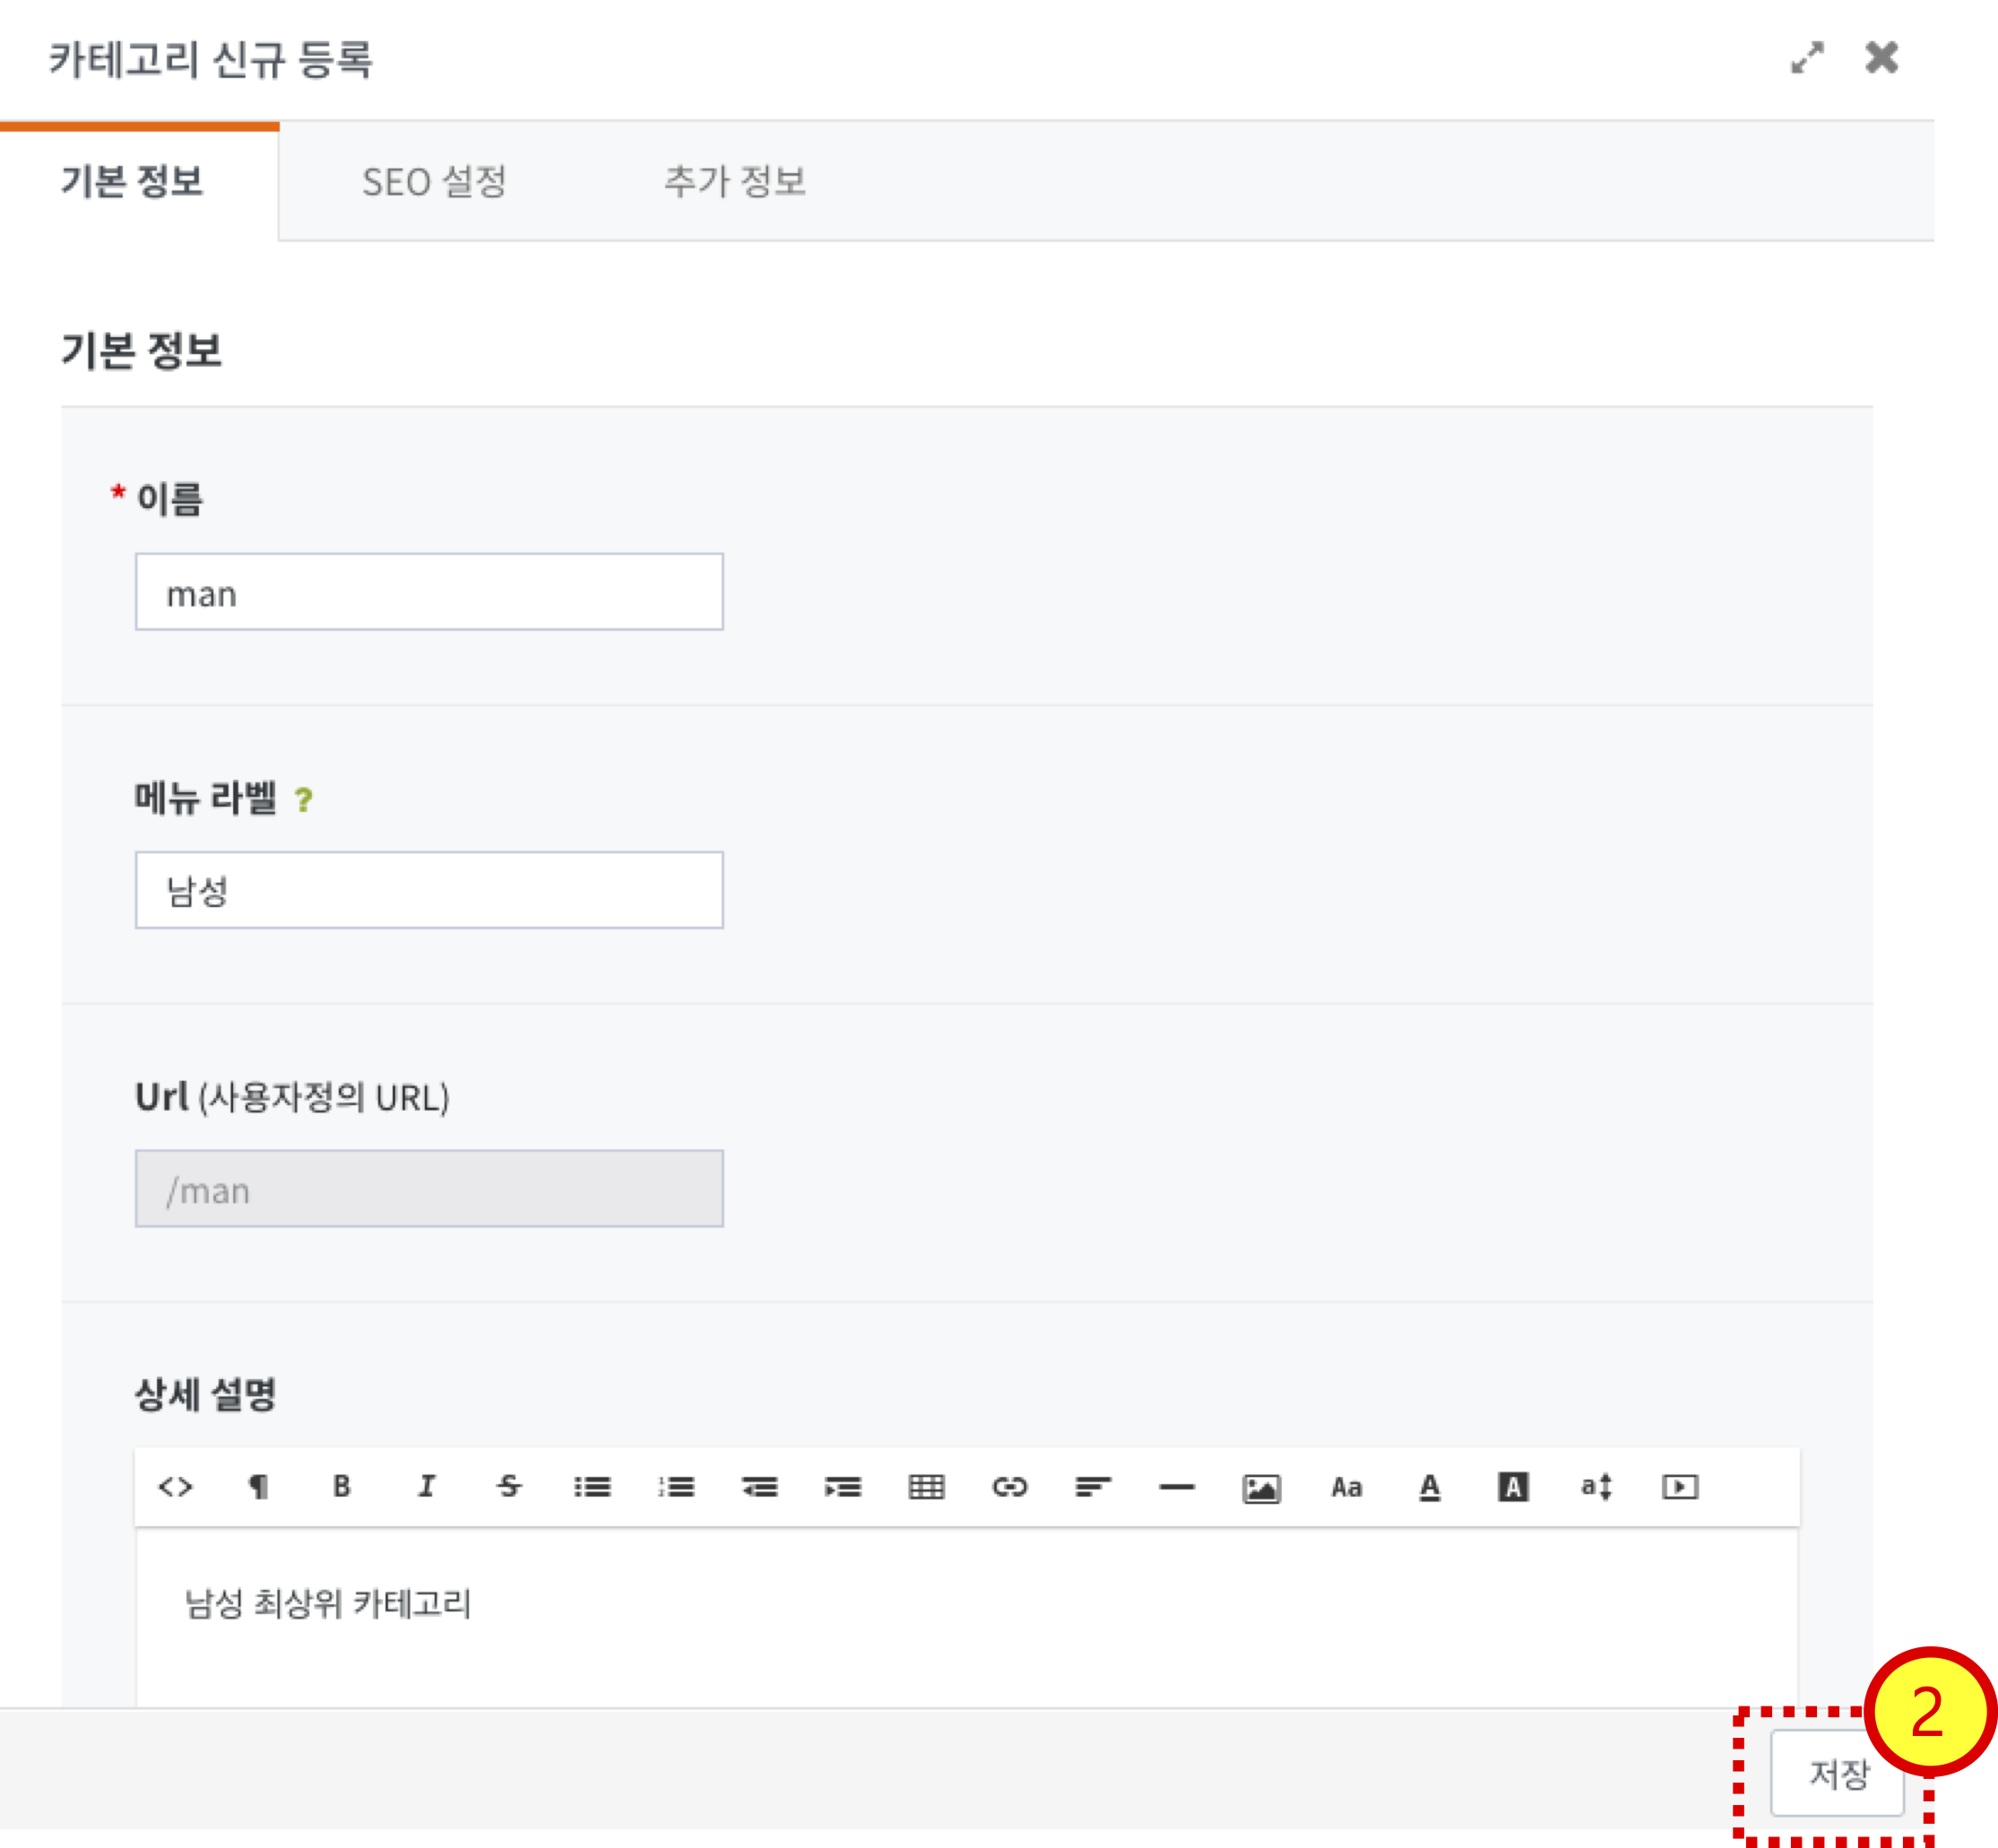 카테고리 신규 등록
기본 정보 SEO 설정 추가 정보
기본 정보
* 이름
man
메뉴 라벨 ?
남성
Url (사용자정의 URL)
/man
상세 설명
<> ¶ B I S Aa A A a
남성 최상위 카테고리
2
저장